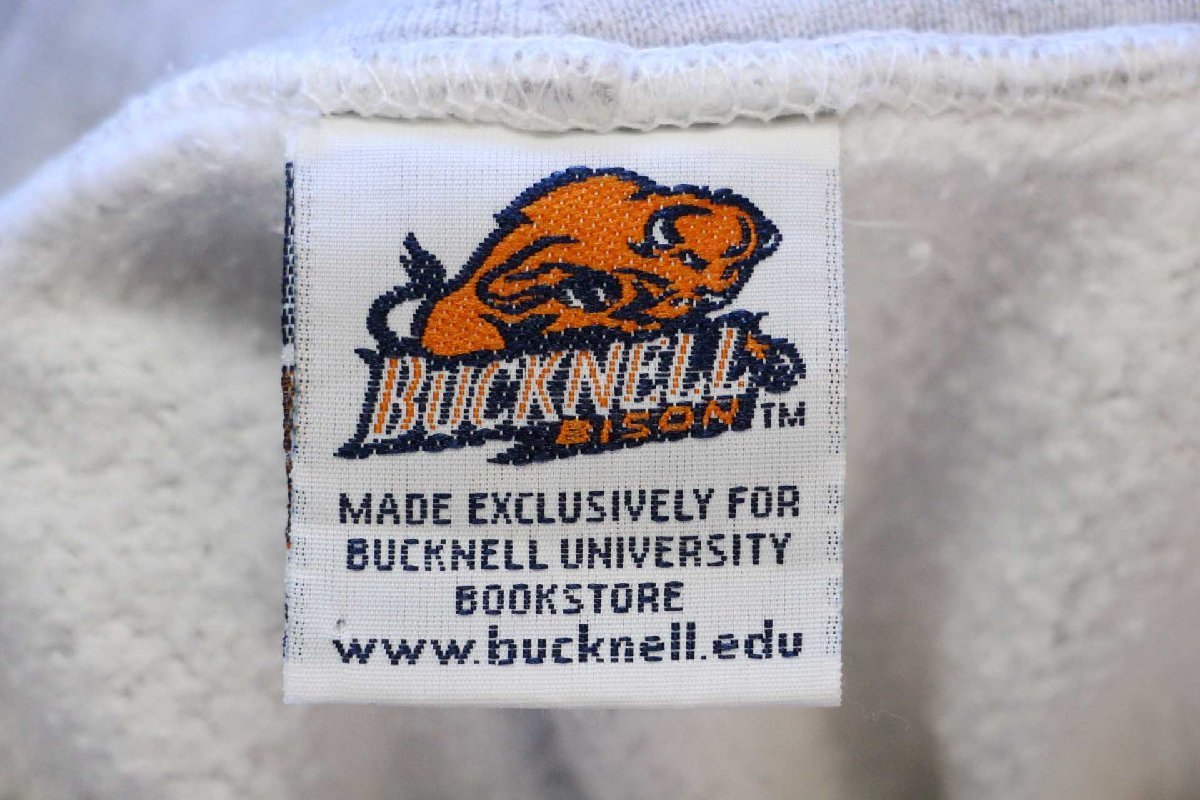 BUCKNELL
BISON TM
MADE EXCLUSIVELY FOR
BUCKNELL UNIVERSITY
BOOKSTORE
www.bucknell.edu